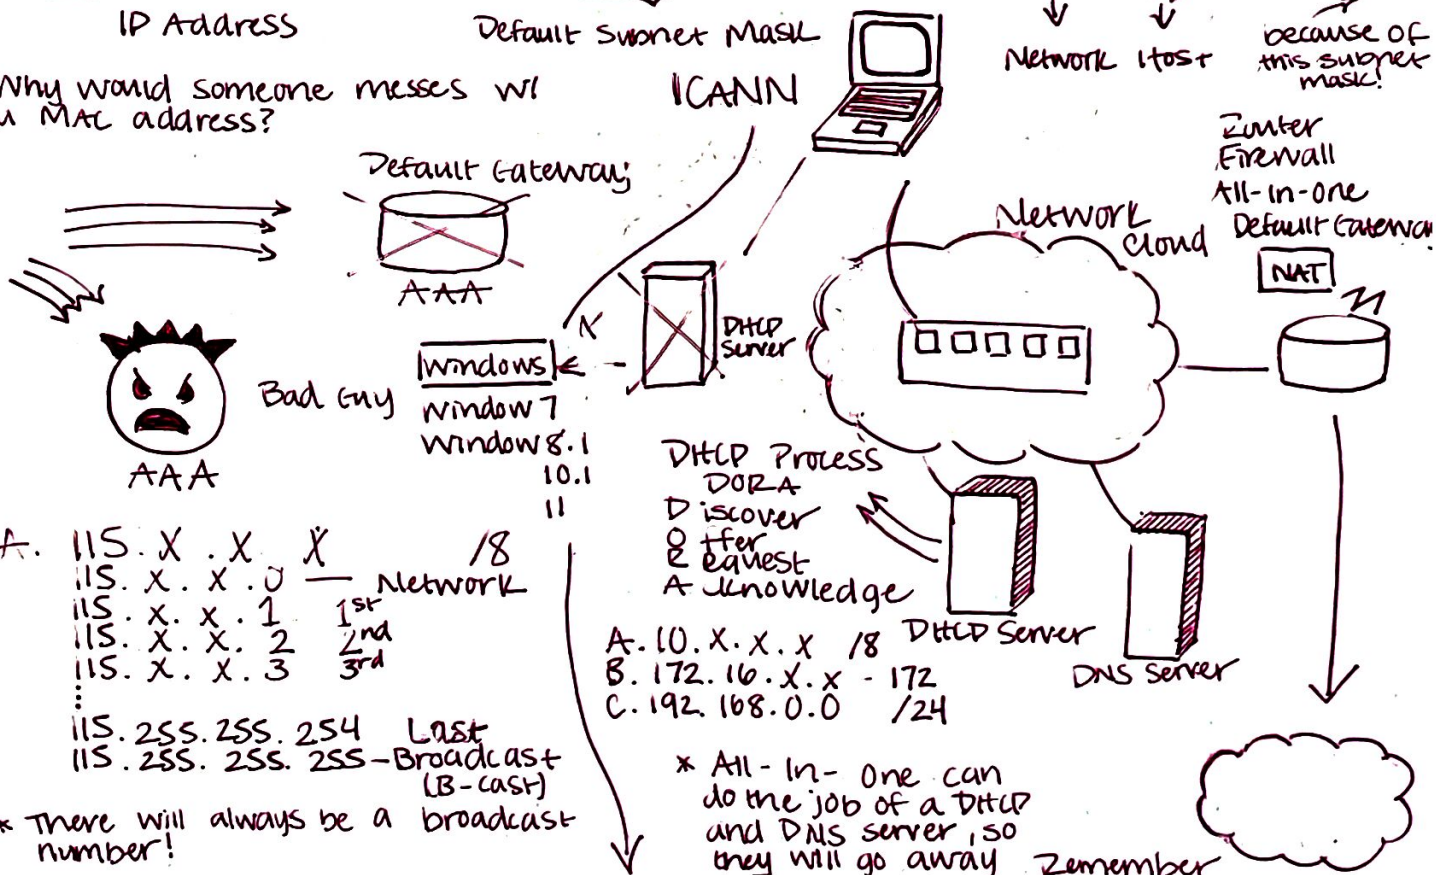 IP Address
Default Subnet Mask
Network Host
because of
this subnet
mask!
Why would someone messes w/
a MAC address?
ICANN
Router
Firewall
All-In-One
Default Gateway
NAT
Default Gateway
AAA
Network
Cloud
DHCP
Server
Bad Guy
AAA
Windows
Window 7
Window 8.1
10.1
11
DHCP Process
DORA
Discover
Offer
Request
Aknowledge
DHCP Server
DNS Server
A. 115.X.X.X /8
115.X.X.0 — Network
115.X.X.1 1st
115.X.X.2 2nd
115.X.X.3 3rd
115.255.255.254 Last
115.255.255.255 - Broadcast
(B-cast)
* There will always be a broadcast
number!
A. 10.X.X.X /8
B. 172.16.X.X - 172
C. 192.168.0.0 /24
* All-In-One can
do the job of a DHCP
and DNS server, so
they will go away
Remember